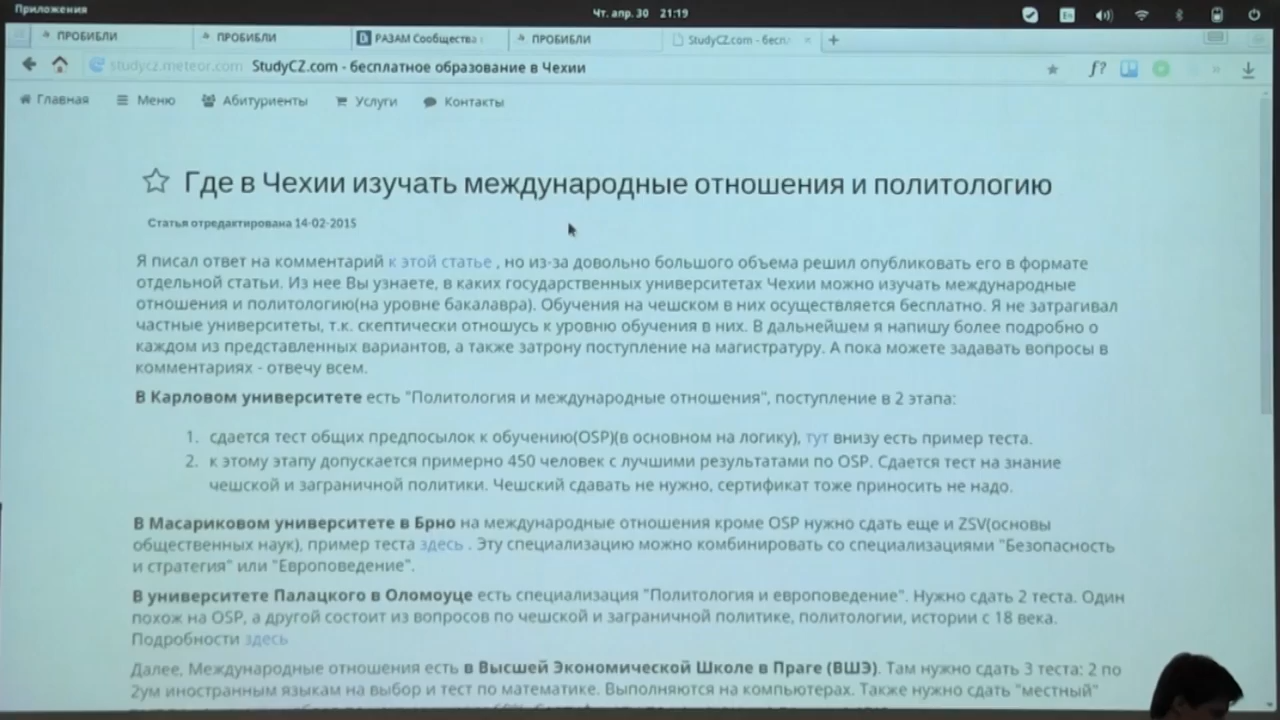 Приложения
Чт. апр. 30 21:19
ПРОБИБЛИ
ПРОБИБЛИ
РАЗАМ Сообщества
ПРОБИБЛИ
StudyCZ.com - бесп
studycz.meteor.com StudyCZ.com - бесплатное образование в Чехии
Главная Меню Абитуриенты Услуги Контакты
Где в Чехии изучать международные отношения и политологию
Статья отредактирована 14-02-2015
Я писал ответ на комментарий к этой статье , но из-за довольно большого объема решил опубликовать его в формате
отдельной статьи. Из нее Вы узнаете, в каких государственных университетах Чехии можно изучать международные
отношения и политологию(на уровне бакалавра). Обучения на чешском в них осуществляется бесплатно. Я не затрагивал
частные университеты, т.к. скептически отношусь к уровню обучения в них. В дальнейшем я напишу более подробно о
каждом из представленных вариантов, а также затрону поступление на магистратуру. А пока можете задавать вопросы в
комментариях - отвечу всем.
В Карловом университете есть "Политология и международные отношения", поступление в 2 этапа:
1. сдается тест общих предпосылок к обучению(OSP)(в основном на логику), тут внизу есть пример теста.
2. к этому этапу допускается примерно 450 человек с лучшими результатами по OSP. Сдается тест на знание
чешской и заграничной политики. Чешский сдавать не нужно, сертификат тоже приносить не надо.
В Масариковом университете в Брно на международные отношения кроме OSP нужно сдать еще и ZSV(основы
общественных наук), пример теста здесь . Эту специализацию можно комбинировать со специализациями "Безопасность
и стратегия" или "Европоведение".
В университете Палацкого в Оломоуце есть специализация "Политология и европоведение". Нужно сдать 2 теста. Один
похож на OSP, а другой состоит из вопросов по чешской и заграничной политике, политологии, истории с 18 века.
Подробности здесь
Далее, Международные отношения есть в Высшей Экономической Школе в Праге (ВШЭ). Там нужно сдать 3 теста: 2 по
2ум иностранным языкам на выбор и тест по математике. Выполняются на компьютерах. Также нужно сдать "местный"